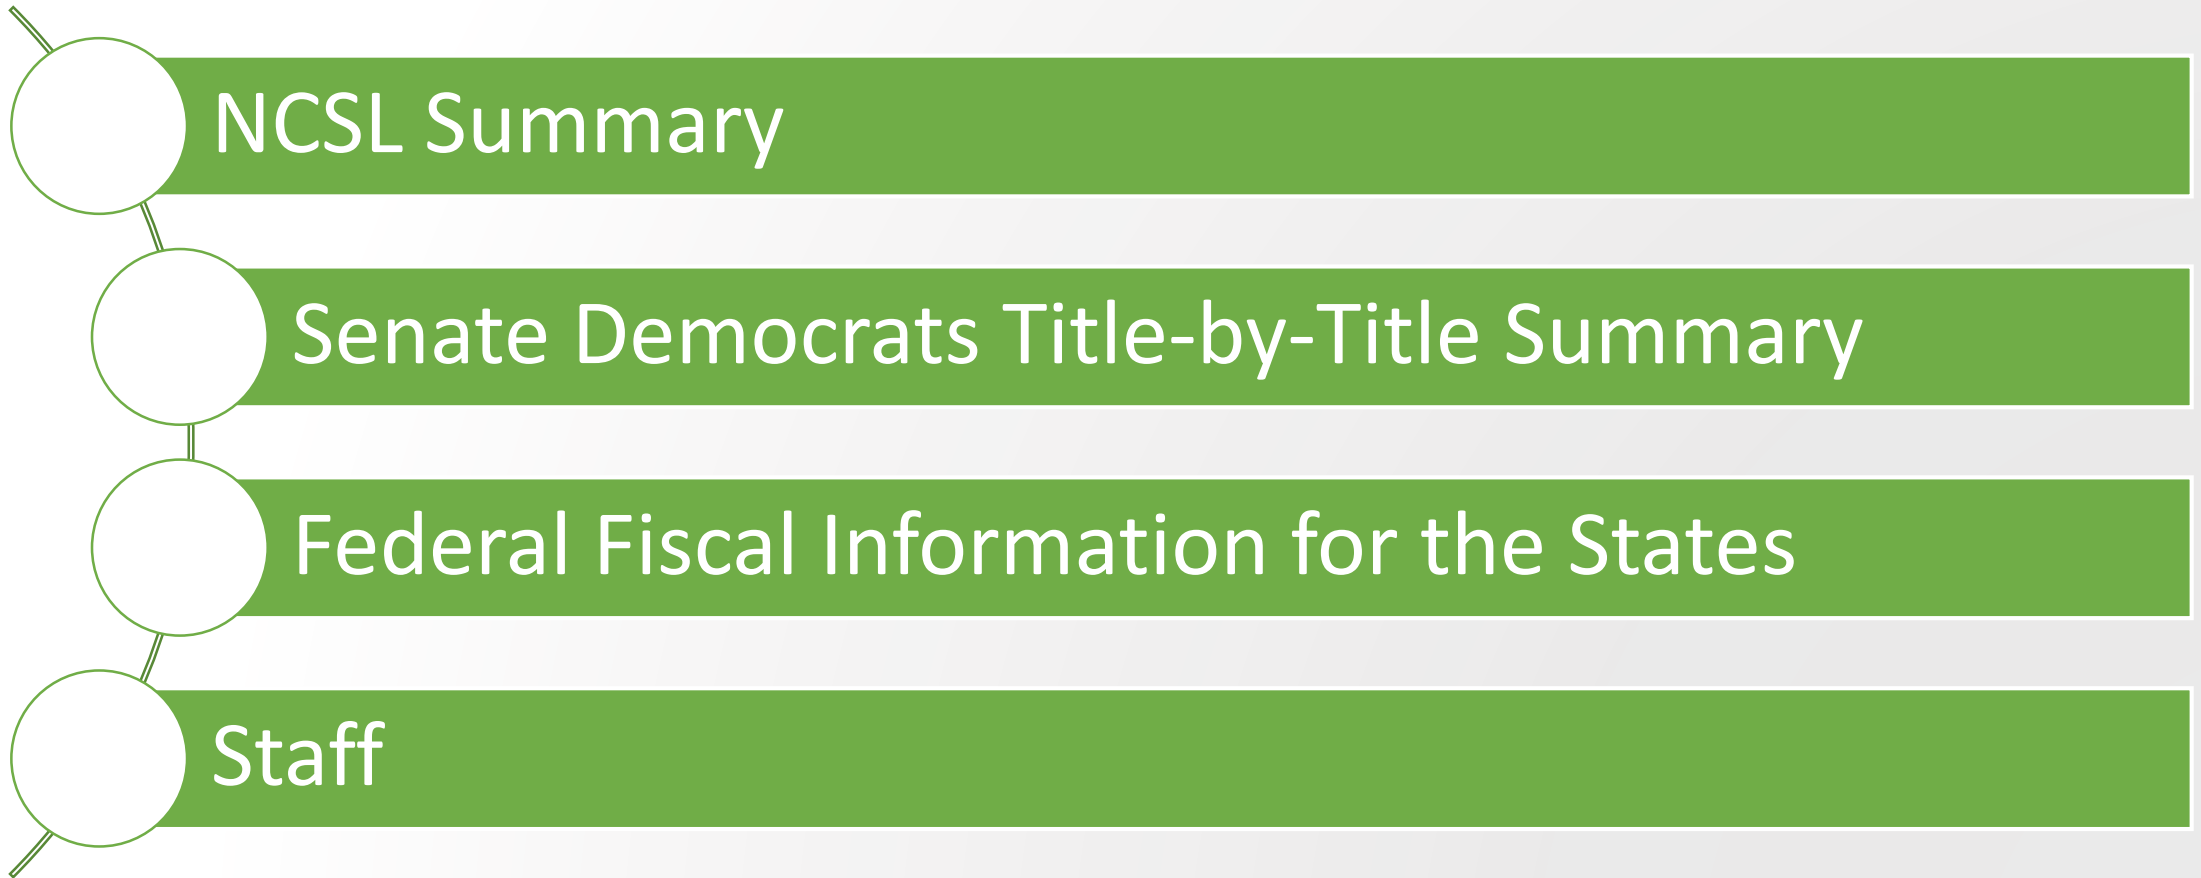 NCSL Summary
Senate Democrats Title-by-Title Summary
Federal Fiscal Information for the States
Staff